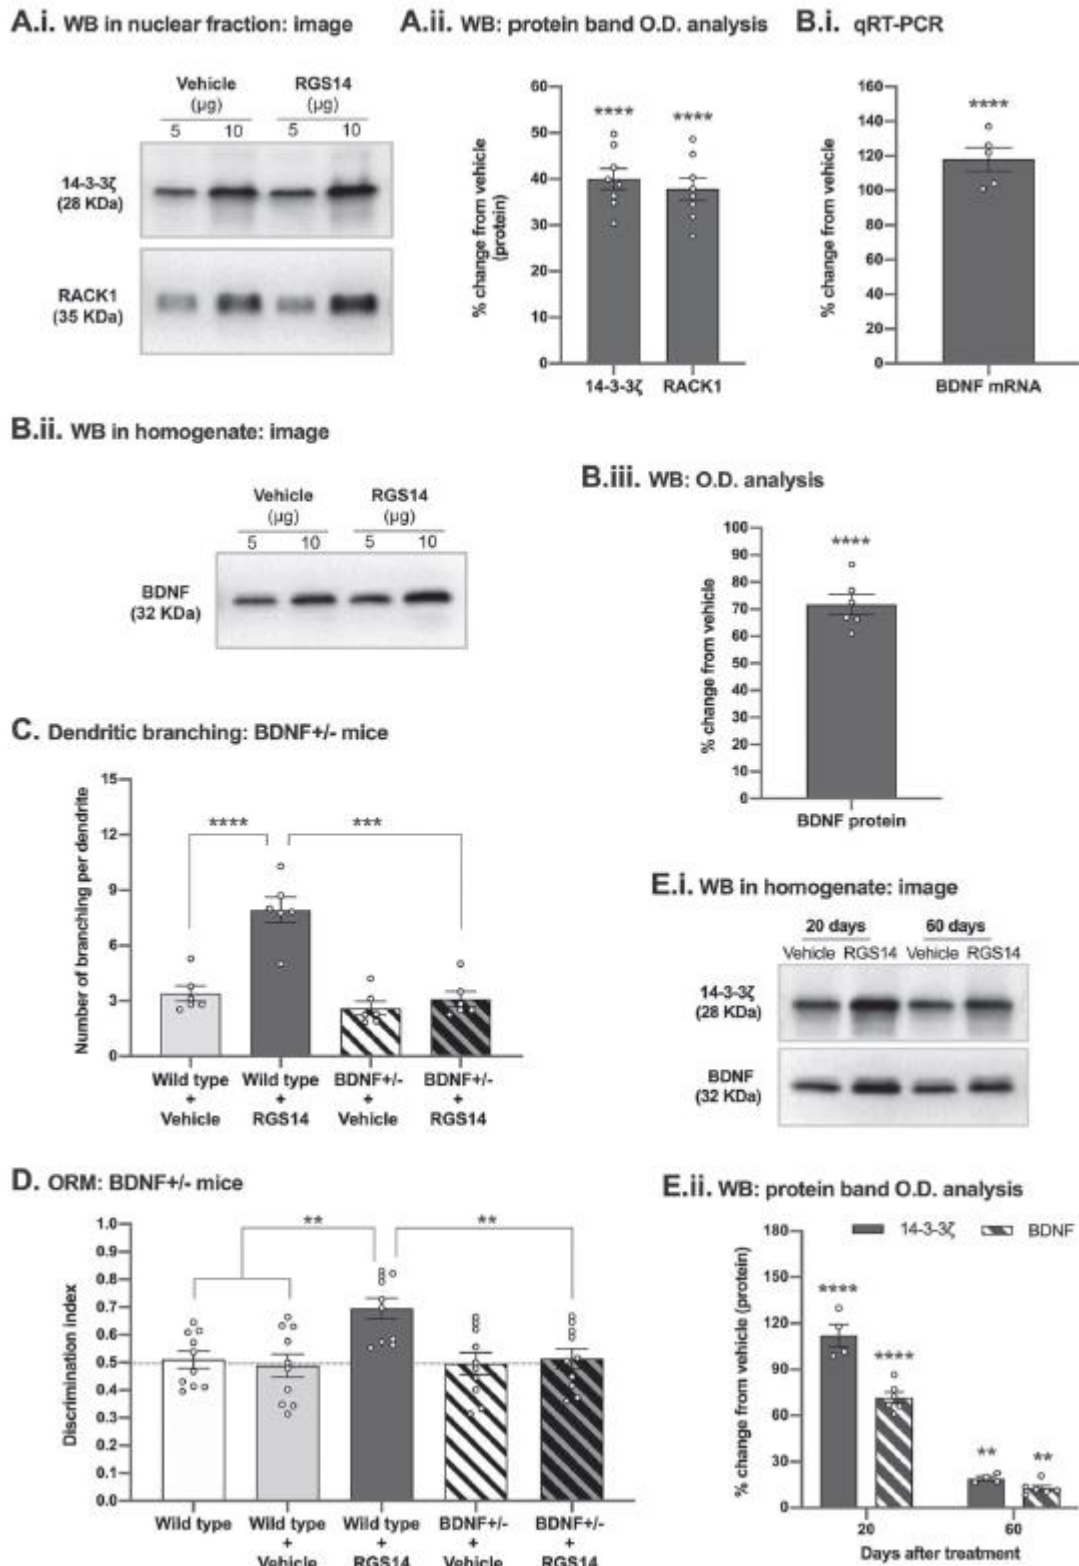 A.i. WB in nuclear fraction: image
Vehicle
(µg)
RGS14
(µg)
5 10 5 10
14-3-3ζ
(28 KDa)
RACK1
(35 KDa)
A.ii. WB: protein band O.D. analysis
% change from vehicle
(protein)
60
50
40
30
20
10
0
**** ****
14-3-3ζ RACK1
B.i. qRT-PCR
% change from vehicle
160
140
120
100
80
60
40
20
0
****
BDNF mRNA
B.ii. WB in homogenate: image
Vehicle
(µg)
RGS14
(µg)
5 10 5 10
BDNF
(32 KDa)
B.iii. WB: O.D. analysis
% change from vehicle
100
90
80
70
60
50
40
30
20
10
0
****
BDNF protein
C. Dendritic branching: BDNF+/- mice
Number of branching per dendrite
15
12
9
6
3
0
**** ***
Wild type
+
Vehicle
Wild type
+
RGS14
BDNF+/-
+
Vehicle
BDNF+/-
+
RGS14
D. ORM: BDNF+/- mice
Discrimination index
1.0
0.9
0.8
0.7
0.6
0.5
0.4
0.3
0.2
0.1
0.0
** **
Wild type
Wild type
+
Vehicle
Wild type
+
RGS14
BDNF+/-
+
Vehicle
BDNF+/-
+
RGS14
E.i. WB in homogenate: image
20 days 60 days
Vehicle RGS14 Vehicle RGS14
14-3-3ζ
(28 KDa)
BDNF
(32 KDa)
E.ii. WB: protein band O.D. analysis
% change from vehicle (protein)
180
150
120
90
60
30
0
14-3-3ζ BDNF
****
****
** **
20 60
Days after treatment